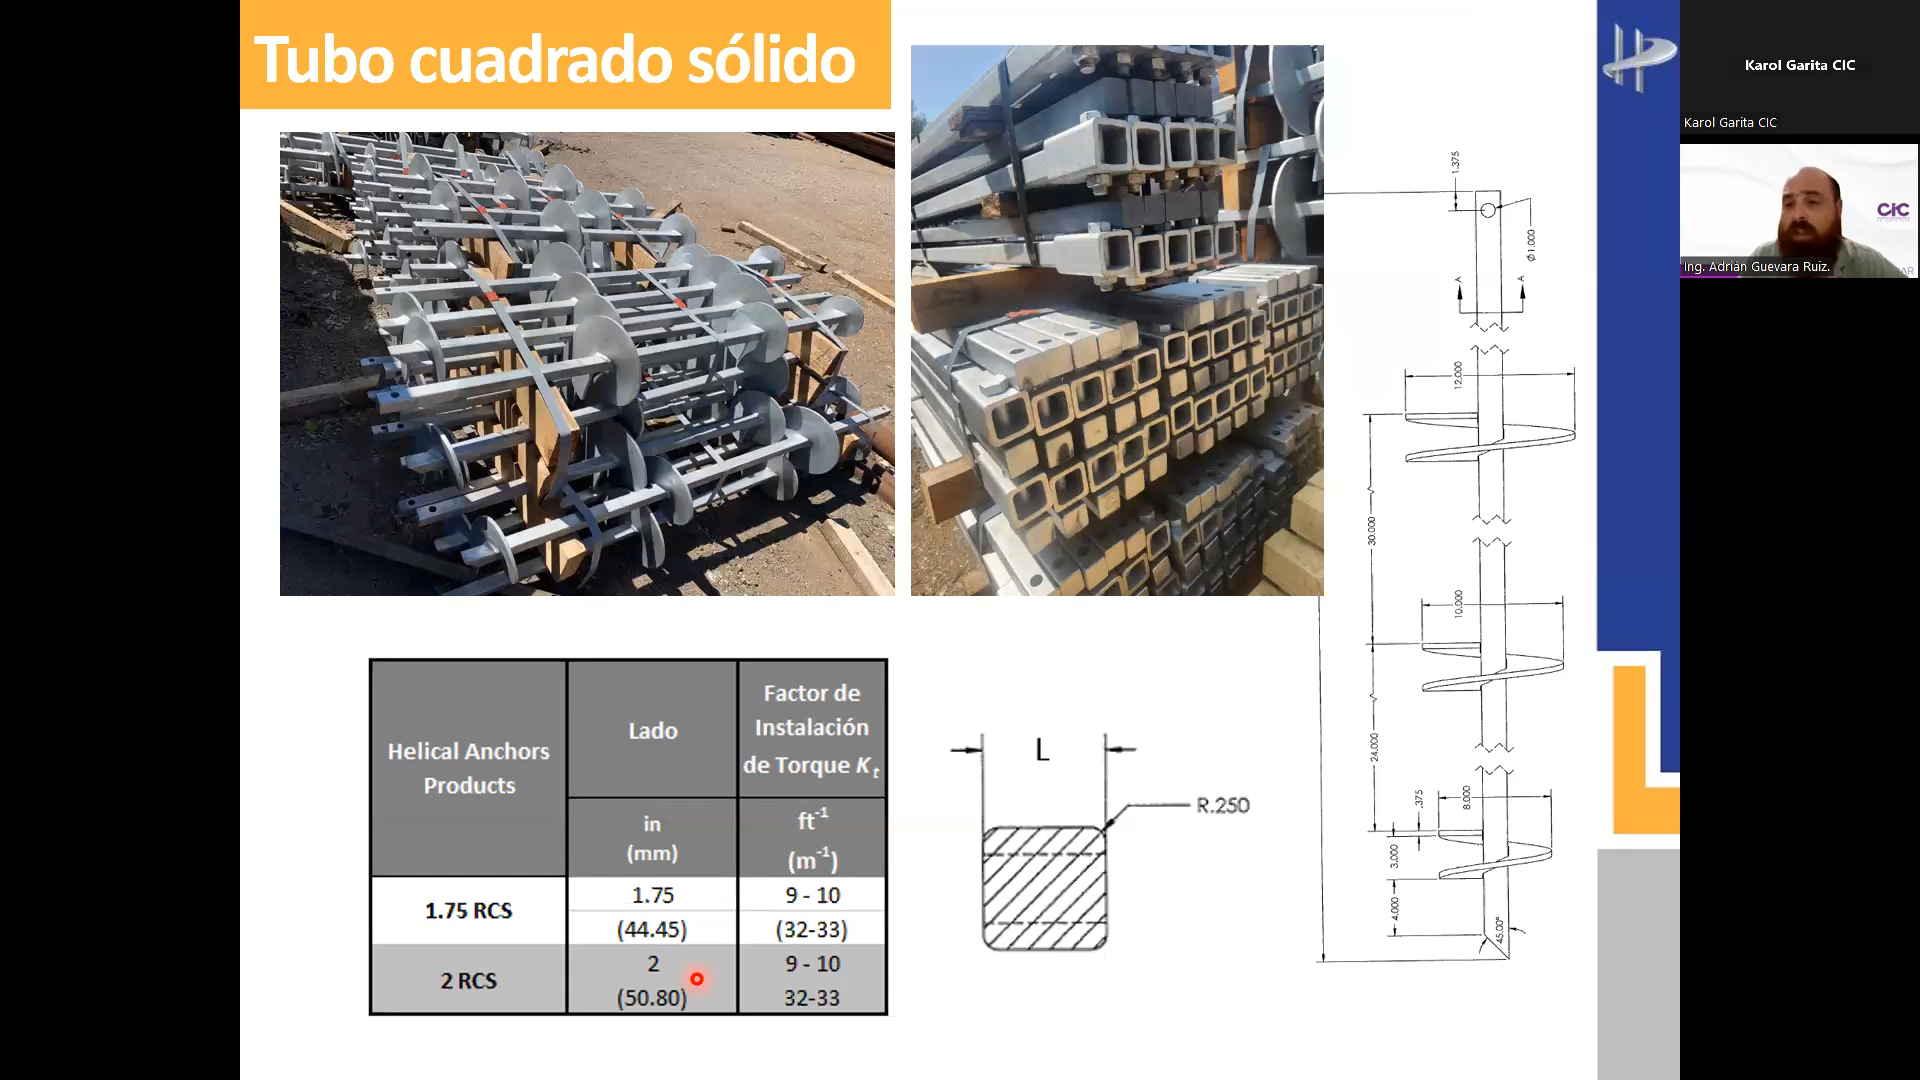 Tubo cuadrado sólido
Helical Anchors
Products
Lado
Factor de
Instalación
de Torque Kt
in
(mm)
ft-1
(m-1)
1.75 RCS
1.75
(44.45)
9 - 10
(32-33)
2 RCS
2
(50.80)
9 - 10
32-33
L
R.250
1.375
Ø1.000
A
A
12.000
30.000
10.000
24.000
.375
8.000
3.000
4.000
45.00°
Karol Garita CIC
Karol Garita CIC
CIC
Ing. Adrián Guevara Ruiz.